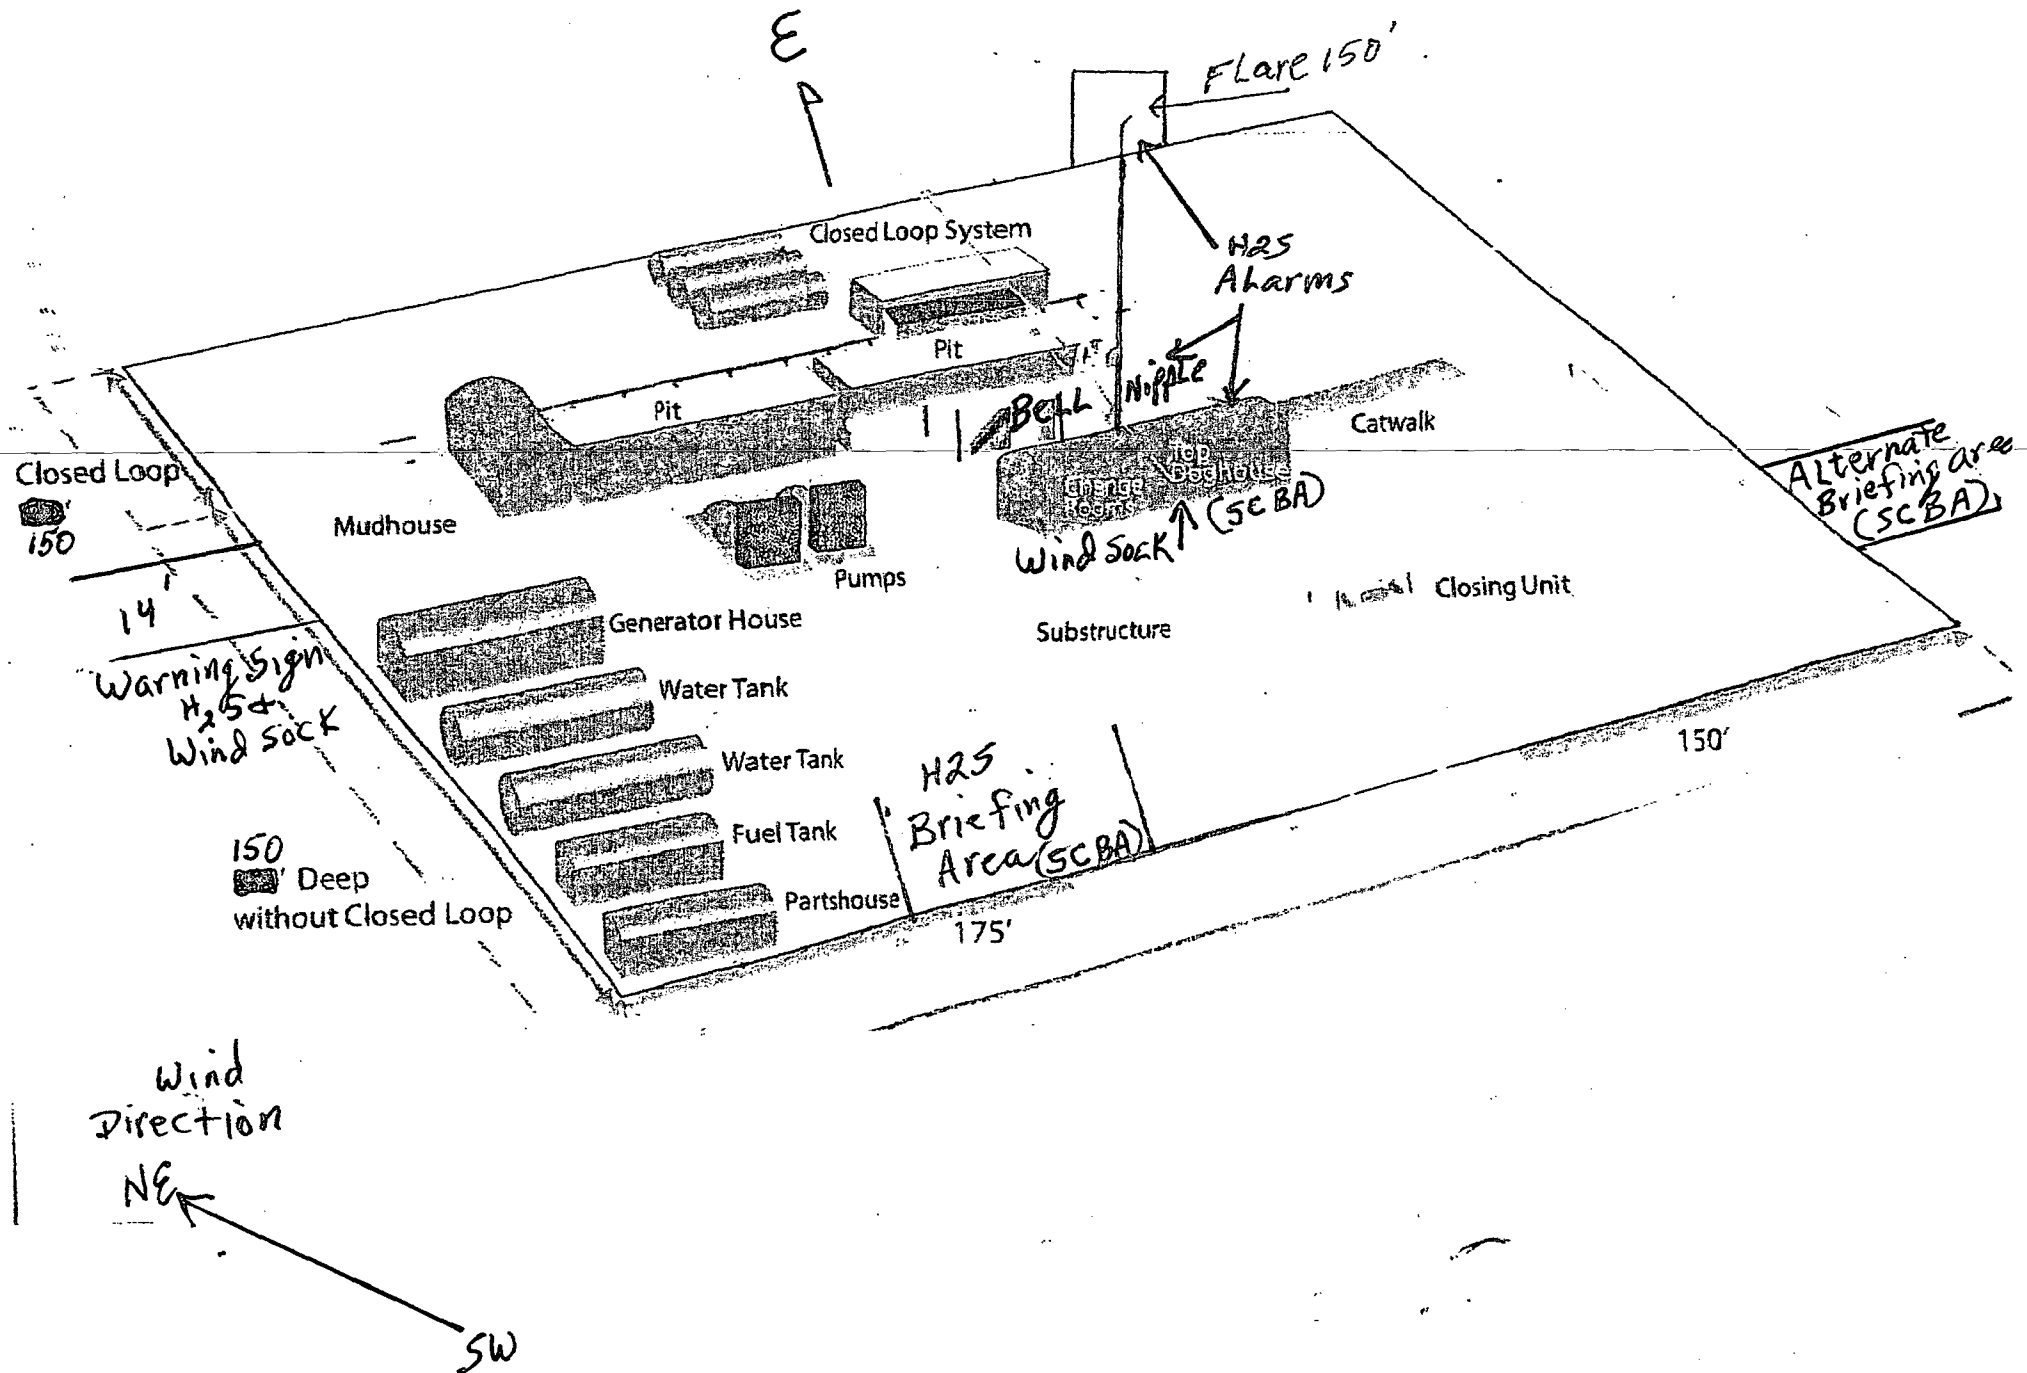 E
FLare 150'
Closed Loop System
H2S
ALarms
Pit
Pit
BeLL
Nipple
Catwalk
Alternate
Briefing area
(SCBA)
Closed Loop
150'
Top
Doghouse
Change
Rooms
(SCBA)
Wind Sock
Mudhouse
Pumps
Closing Unit
14'
Generator House
Substructure
Warning Sign
H2S &
Wind Sock
Water Tank
150'
Water Tank
H2S
Briefing
Area (SCBA)
Fuel Tank
150
' Deep
without Closed Loop
Partshouse
175'
Wind
Direction
NE
SW